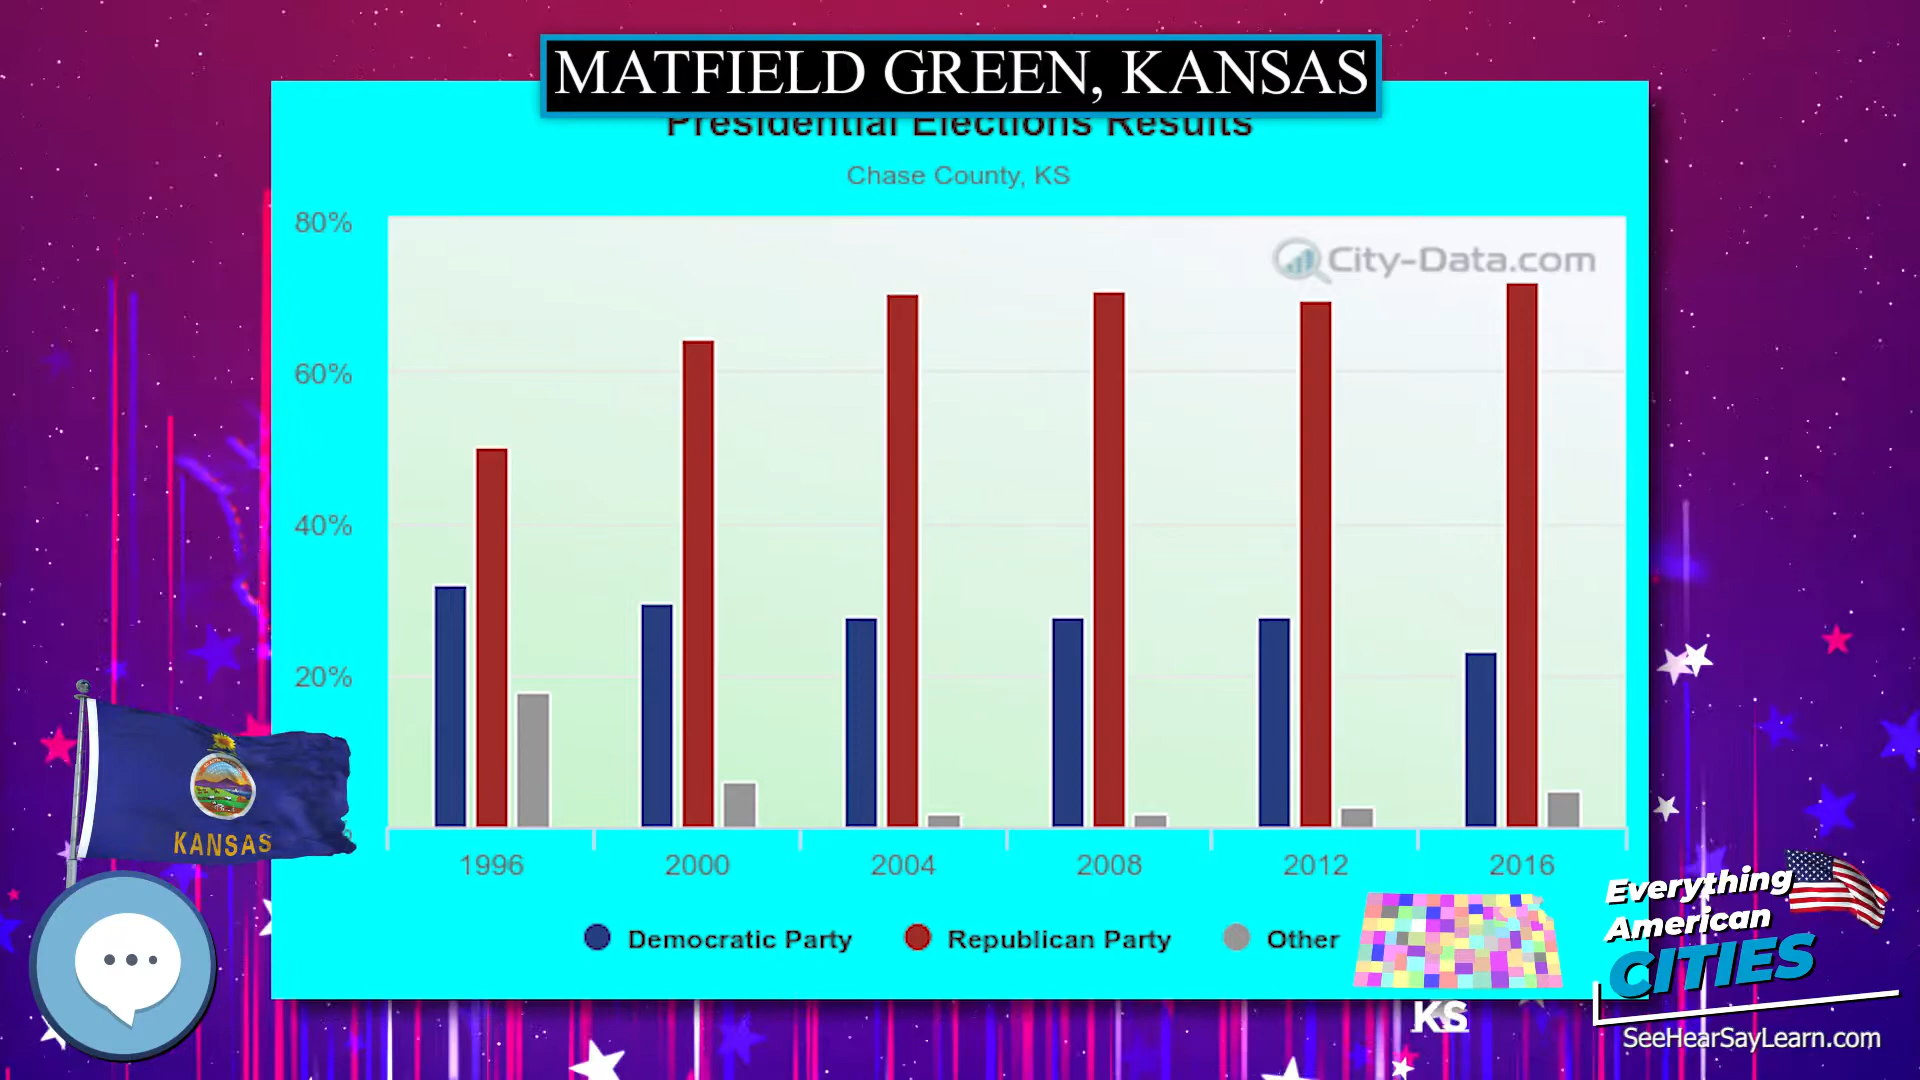 MATFIELD GREEN, KANSAS
Presidential Elections Results
Chase County, KS
80%
City-Data.com
60%
40%
20%
KANSAS
1996 2000 2004 2008 2012 2016
Democratic Party Republican Party Other
Everything
American
CITIES
KS
SeeHearSayLearn.com